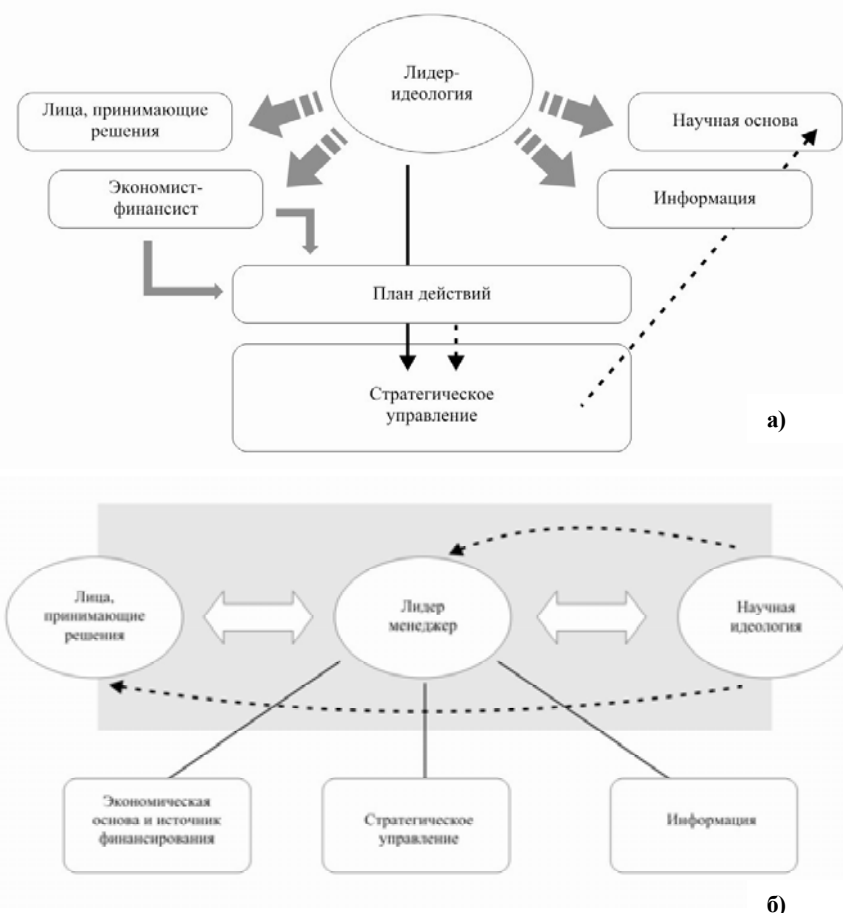 Лидер-
идеология
Лица, принимающие
решения
Научная основа
Экономист-
финансист
Информация
План действий
Стратегическое
управление
а)
Лица,
принимающие
решения
Лидер
менеджер
Научная
идеология
Экономическая
основа и источник
финансирования
Стратегическое
управление
Информация
б)